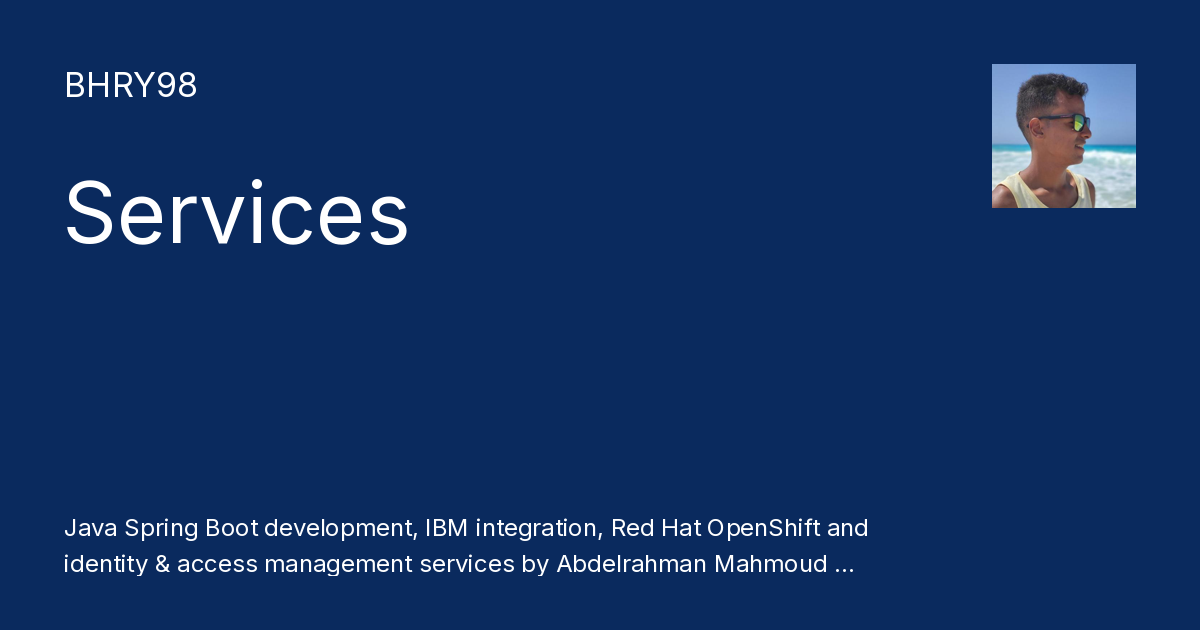 BHRY98
Services
Java Spring Boot development, IBM integration, Red Hat OpenShift and
identity & access management services by Abdelrahman Mahmoud ...